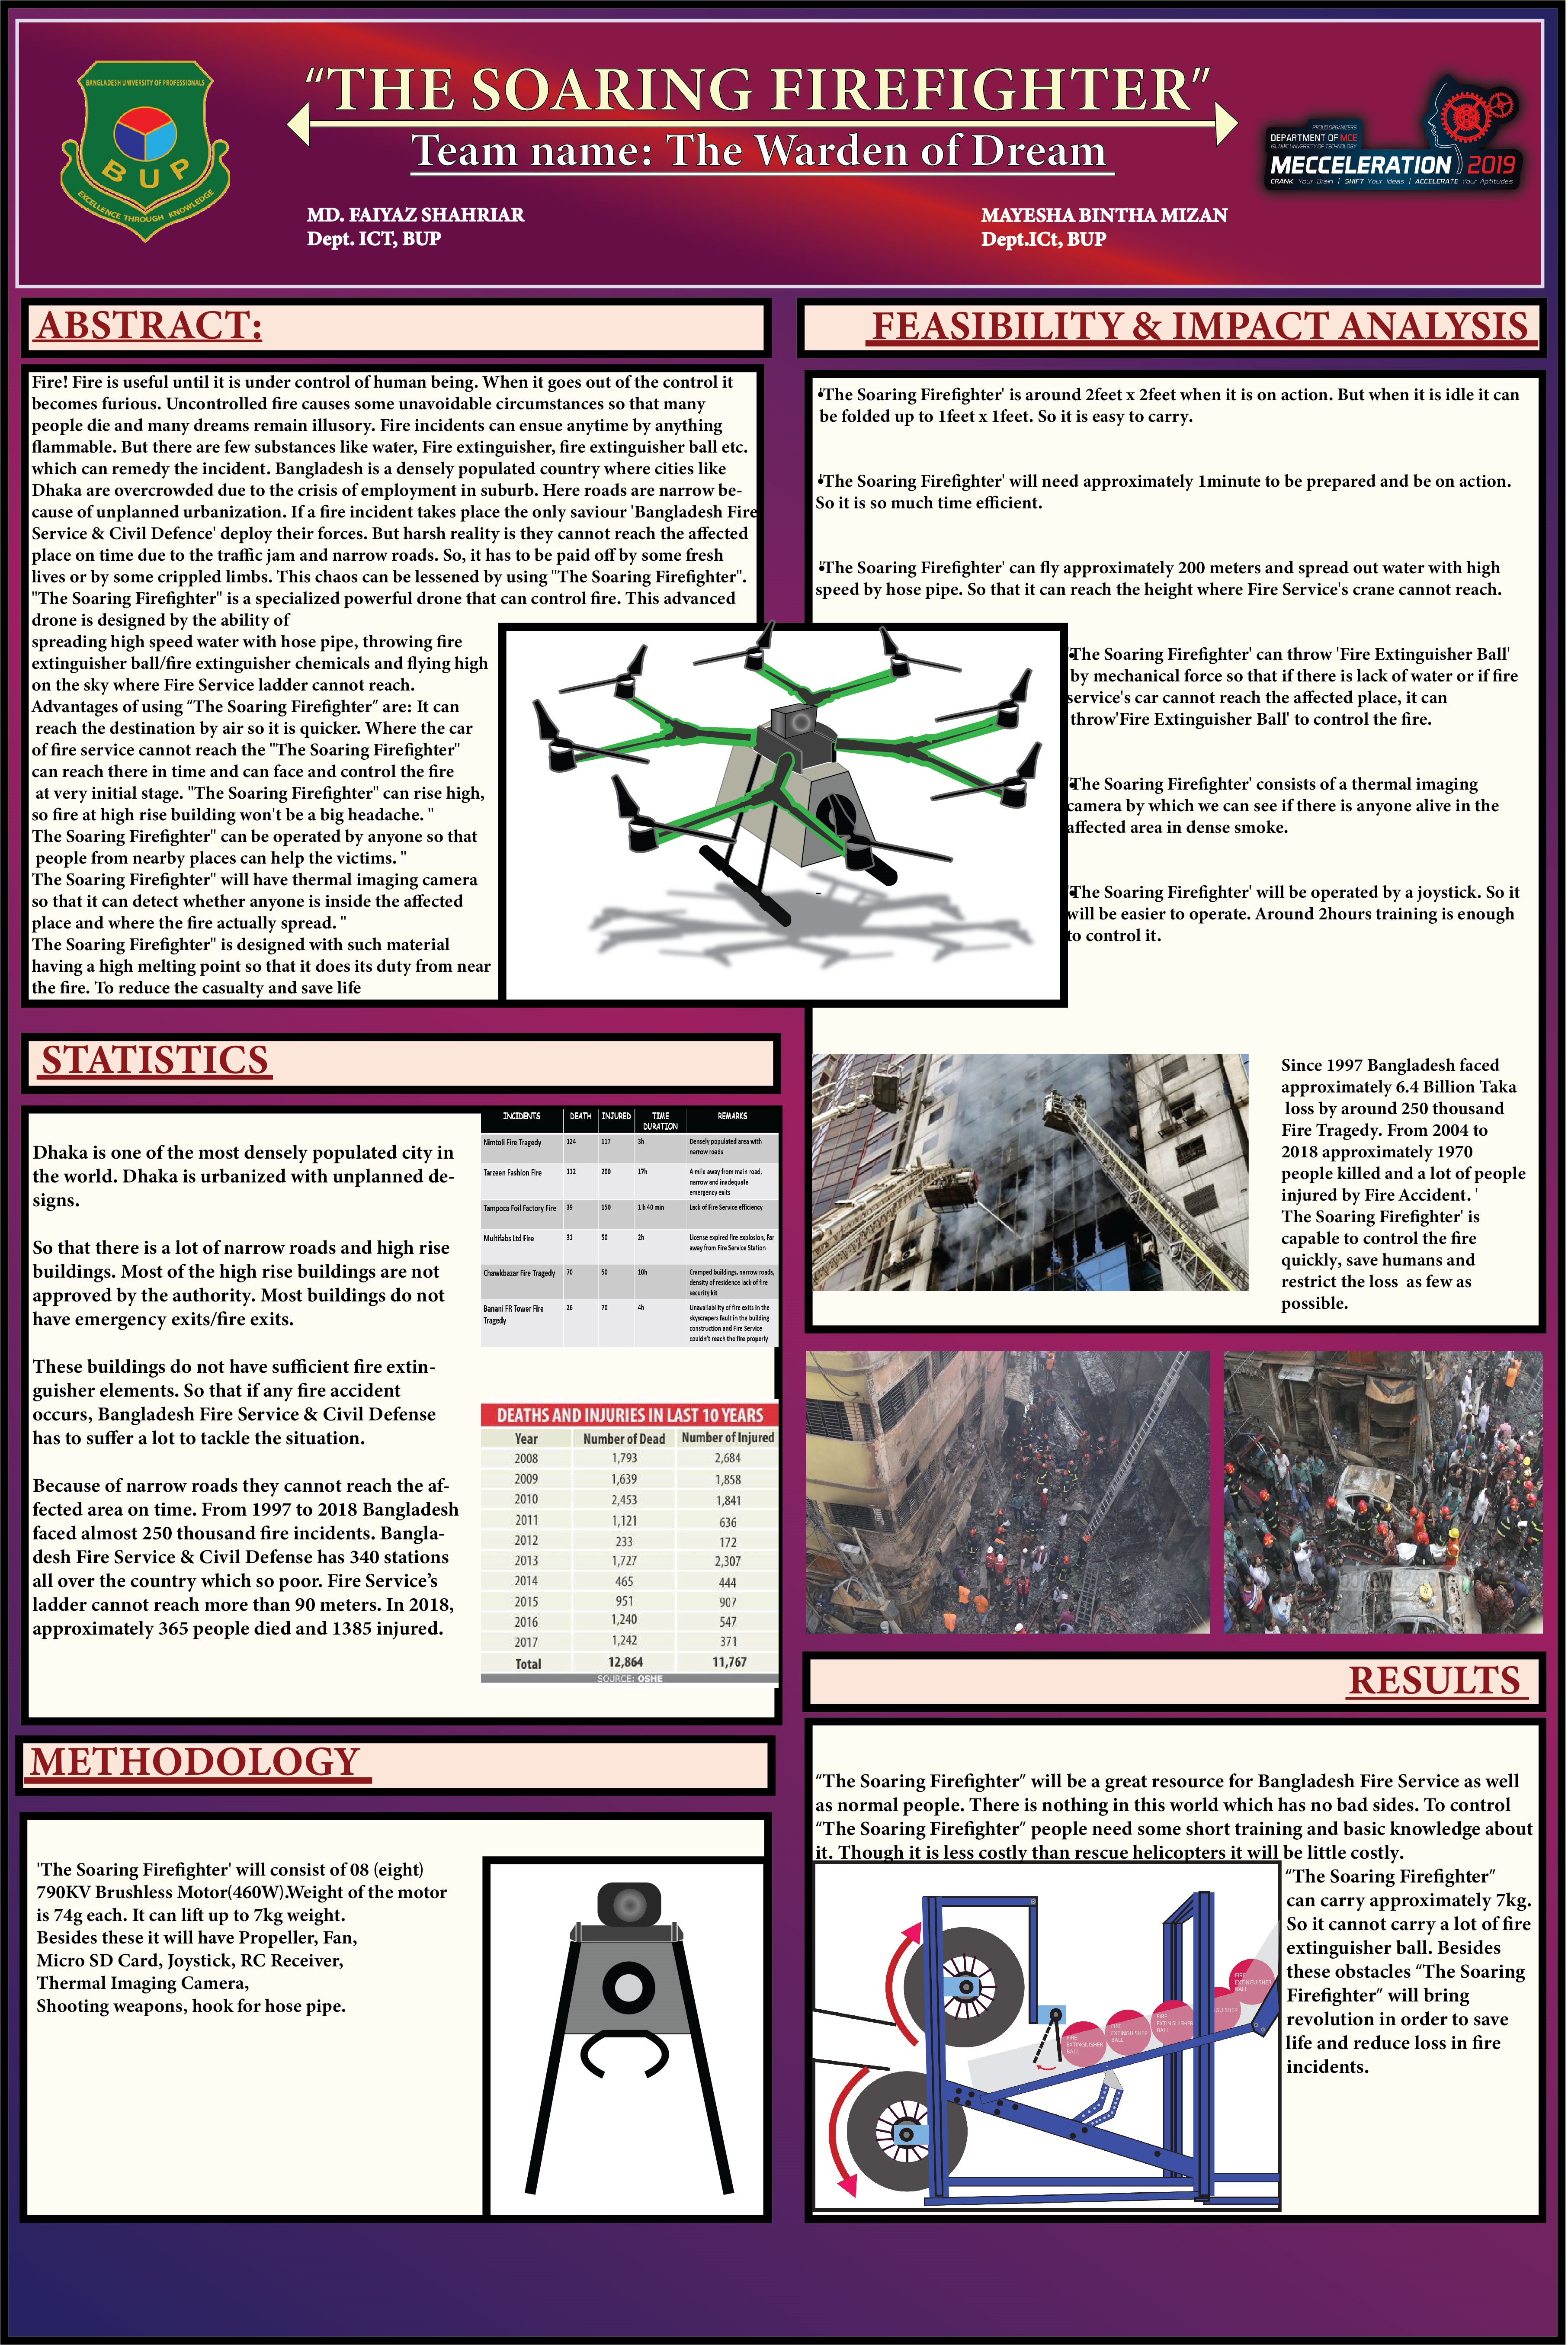 BANGLADESH UNIVERSITY OF PROFESSIONALS
BUP
EXCELLENCE THROUGH KNOWLEDGE
“THE SOARING FIREFIGHTER”
Team name: The Warden of Dream
MD. FAIYAZ SHAHRIAR
Dept. ICT, BUP
MAYESHA BINTHA MIZAN
Dept.ICt, BUP
PROUD ORGANIZERS
DEPARTMENT OF MCE
ISLAMIC UNIVERSITY OF TECHNOLOGY
MECCELERATION 2019
CRANK Your Brain | SHIFT Your Ideas | ACCELERATE Your Aptitudes
ABSTRACT:
Fire! Fire is useful until it is under control of human being. When it goes out of the control it
becomes furious. Uncontrolled fire causes some unavoidable circumstances so that many
people die and many dreams remain illusory. Fire incidents can ensue anytime by anything
flammable. But there are few substances like water, Fire extinguisher, fire extinguisher ball etc.
which can remedy the incident. Bangladesh is a densely populated country where cities like
Dhaka are overcrowded due to the crisis of employment in suburb. Here roads are narrow be-
cause of unplanned urbanization. If a fire incident takes place the only saviour 'Bangladesh Fire
Service & Civil Defence' deploy their forces. But harsh reality is they cannot reach the affected
place on time due to the traffic jam and narrow roads. So, it has to be paid off by some fresh
lives or by some crippled limbs. This chaos can be lessened by using "The Soaring Firefighter".
"The Soaring Firefighter" is a specialized powerful drone that can control fire. This advanced
drone is designed by the ability of
spreading high speed water with hose pipe, throwing fire
extinguisher ball/fire extinguisher chemicals and flying high
on the sky where Fire Service ladder cannot reach.
Advantages of using “The Soaring Firefighter” are: It can
reach the destination by air so it is quicker. Where the car
of fire service cannot reach the "The Soaring Firefighter"
can reach there in time and can face and control the fire
at very initial stage. "The Soaring Firefighter" can rise high,
so fire at high rise building won't be a big headache. "
The Soaring Firefighter" can be operated by anyone so that
people from nearby places can help the victims. "
The Soaring Firefighter" will have thermal imaging camera
so that it can detect whether anyone is inside the affected
place and where the fire actually spread. "
The Soaring Firefighter" is designed with such material
having a high melting point so that it does its duty from near
the fire. To reduce the casualty and save life
FEASIBILITY & IMPACT ANALYSIS
•'The Soaring Firefighter' is around 2feet x 2feet when it is on action. But when it is idle it can
be folded up to 1feet x 1feet. So it is easy to carry.
•'The Soaring Firefighter' will need approximately 1minute to be prepared and be on action.
So it is so much time efficient.
•'The Soaring Firefighter' can fly approximately 200 meters and spread out water with high
speed by hose pipe. So that it can reach the height where Fire Service's crane cannot reach.
•'The Soaring Firefighter' can throw 'Fire Extinguisher Ball'
by mechanical force so that if there is lack of water or if fire
service's car cannot reach the affected place, it can
throw'Fire Extinguisher Ball' to control the fire.
•'The Soaring Firefighter' consists of a thermal imaging
camera by which we can see if there is anyone alive in the
affected area in dense smoke.
•'The Soaring Firefighter' will be operated by a joystick. So it
will be easier to operate. Around 2hours training is enough
to control it.
Since 1997 Bangladesh faced
approximately 6.4 Billion Taka
loss by around 250 thousand
Fire Tragedy. From 2004 to
2018 approximately 1970
people killed and a lot of people
injured by Fire Accident. '
The Soaring Firefighter' is
capable to control the fire
quickly, save humans and
restrict the loss as few as
possible.
STATISTICS
Dhaka is one of the most densely populated city in
the world. Dhaka is urbanized with unplanned de-
signs.
So that there is a lot of narrow roads and high rise
buildings. Most of the high rise buildings are not
approved by the authority. Most buildings do not
have emergency exits/fire exits.
These buildings do not have sufficient fire extin-
guisher elements. So that if any fire accident
occurs, Bangladesh Fire Service & Civil Defense
has to suffer a lot to tackle the situation.
Because of narrow roads they cannot reach the af-
fected area on time. From 1997 to 2018 Bangladesh
faced almost 250 thousand fire incidents. Bangla-
desh Fire Service & Civil Defense has 340 stations
all over the country which so poor. Fire Service’s
ladder cannot reach more than 90 meters. In 2018,
approximately 365 people died and 1385 injured.
INCIDENTS DEATH INJURED TIME DURATION REMARKS
Nimtoli Fire Tragedy 124 117 3h Densely populated area with
narrow roads
Tarzeen Fashion Fire 112 200 17h A mile away from main road,
narrow and inadequate
emergency exits
Tampoca Foil Factory Fire 39 150 1 h 40 min Lack of Fire Service efficiency
Multifabs Ltd Fire 31 50 2h License expired fire explosion, Far
away from Fire Service Station
Chawkbazar Fire Tragedy 70 50 10h Cramped buildings, narrow roads,
density of residence lack of fire
security kit
Banani FR Tower Fire Tragedy 26 70 4h Unavailability of fire exits in the
skyscrapers fault in the building
construction and Fire Service
couldn't reach the fire properly
DEATHS AND INJURIES IN LAST 10 YEARS
Year Number of Dead Number of Injured
2008 1,793 2,684
2009 1,639 1,858
2010 2,453 1,841
2011 1,121 636
2012 233 172
2013 1,727 2,307
2014 465 444
2015 951 907
2016 1,240 547
2017 1,242 371
Total 12,864 11,767
SOURCE: OSHE
METHODOLOGY
'The Soaring Firefighter' will consist of 08 (eight)
790KV Brushless Motor(460W).Weight of the motor
is 74g each. It can lift up to 7kg weight.
Besides these it will have Propeller, Fan,
Micro SD Card, Joystick, RC Receiver,
Thermal Imaging Camera,
Shooting weapons, hook for hose pipe.
RESULTS
“The Soaring Firefighter” will be a great resource for Bangladesh Fire Service as well
as normal people. There is nothing in this world which has no bad sides. To control
“The Soaring Firefighter” people need some short training and basic knowledge about
it. Though it is less costly than rescue helicopters it will be little costly.
“The Soaring Firefighter”
can carry approximately 7kg.
So it cannot carry a lot of fire
extinguisher ball. Besides
these obstacles “The Soaring
Firefighter” will bring
revolution in order to save
life and reduce loss in fire
incidents.
FIRE EXTINGUISHER BALL
FIRE EXTINGUISHER BALL
FIRE EXTINGUISHER BALL
FIRE EXTINGUISHER BALL